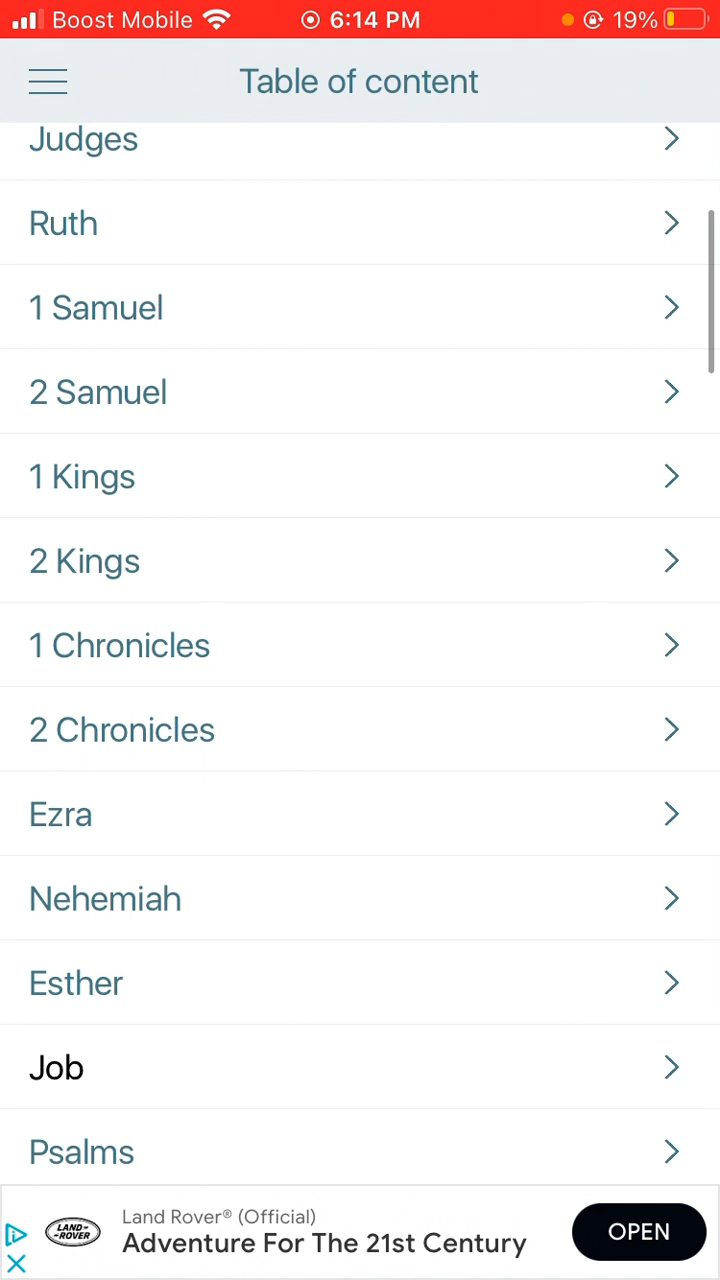 Boost Mobile 6:14 PM 19%
Table of content
Judges
Ruth
1 Samuel
2 Samuel
1 Kings
2 Kings
1 Chronicles
2 Chronicles
Ezra
Nehemiah
Esther
Job
Psalms
LAND-ROVER
Land Rover® (Official)
Adventure For The 21st Century
OPEN